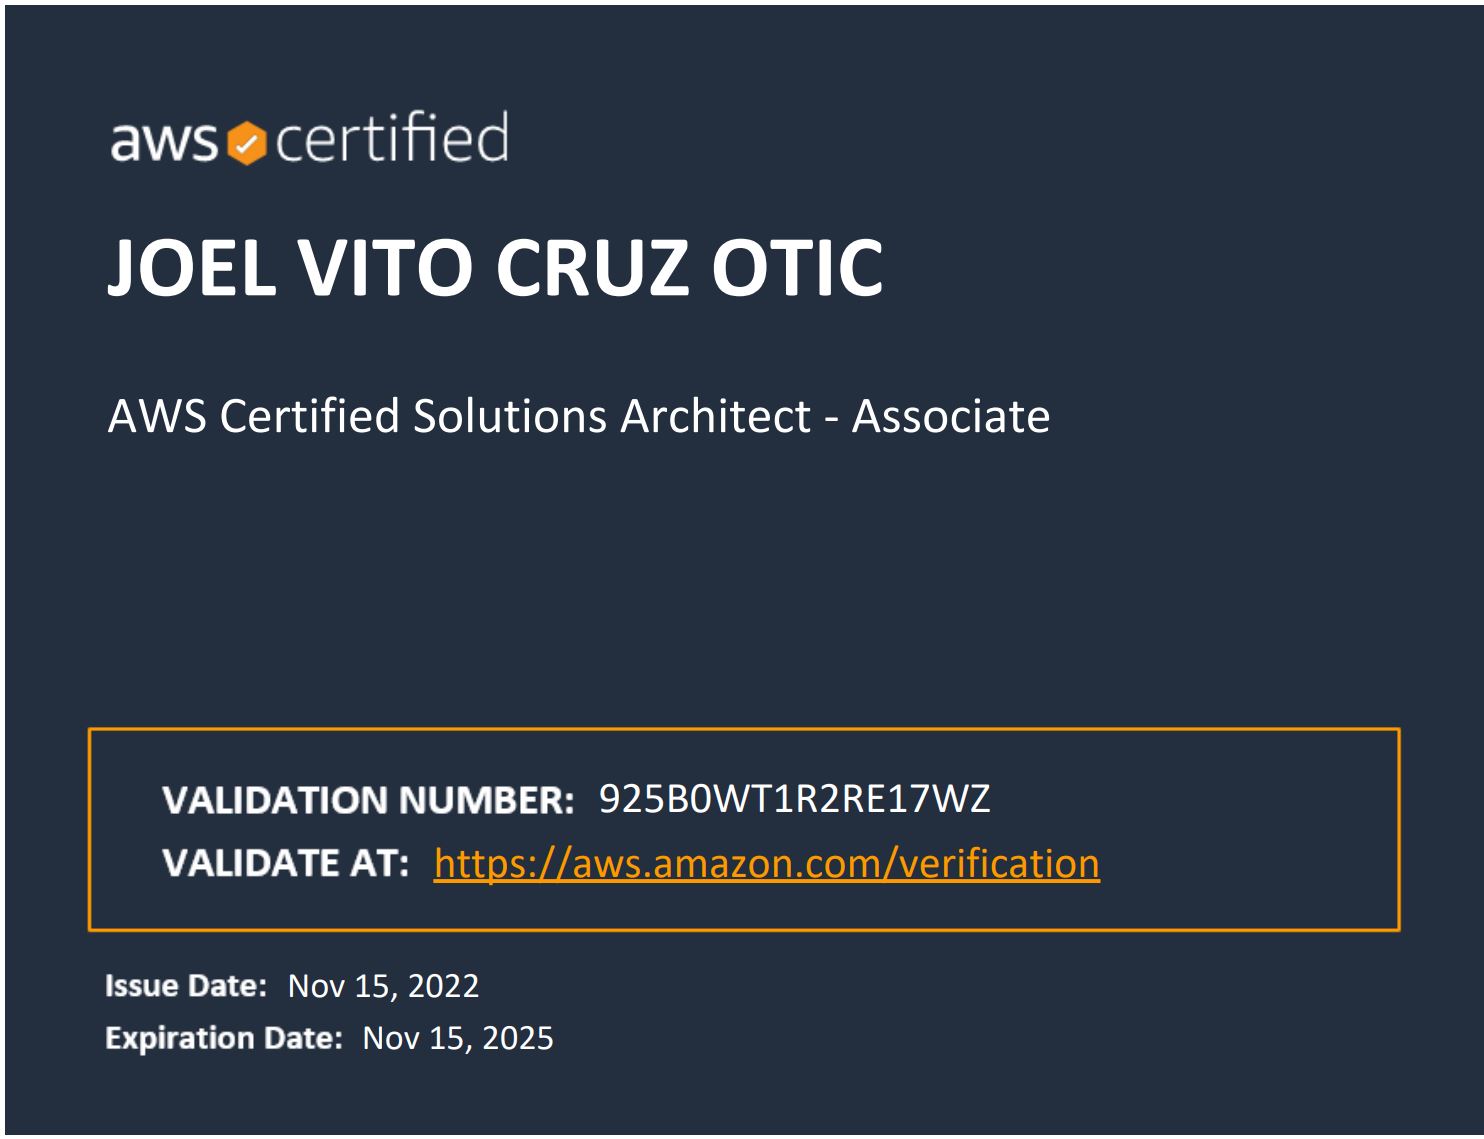 aws certified
JOEL VITO CRUZ OTIC
AWS Certified Solutions Architect - Associate
VALIDATION NUMBER: 925B0WT1R2RE17WZ
VALIDATE AT: https://aws.amazon.com/verification
Issue Date: Nov 15, 2022
Expiration Date: Nov 15, 2025